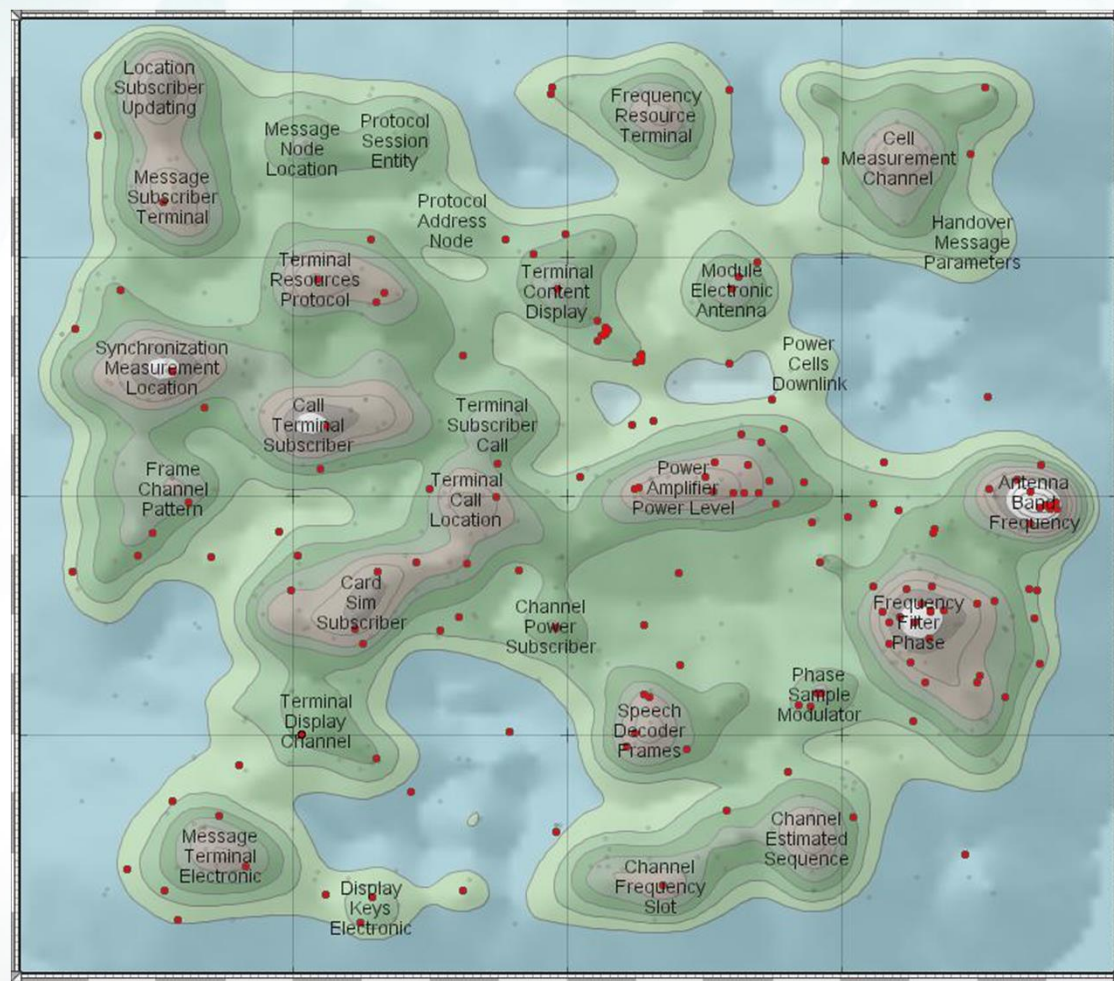 Location
Subscriber
Updating
Message
Node
Location
Protocol
Session
Entity
Frequency
Resource
Terminal
Cell
Measurement
Channel
Message
Subscriber
Terminal
Protocol
Address
Node
Handover
Message
Parameters
Terminal
Resources
Protocol
Terminal
Content
Display
Module
Electronic
Antenna
Synchronization
Measurement
Location
Power
Cells
Downlink
Call
Terminal
Subscriber
Terminal
Subscriber
Call
Frame
Channel
Pattern
Terminal
Call
Location
Power
Amplifier
Power Level
Antenna
Band
Frequency
Card
Sim
Subscriber
Channel
Power
Subscriber
Frequency
Filter
Phase
Terminal
Display
Channel
Speech
Decoder
Frames
Phase
Sample
Modulator
Message
Terminal
Electronic
Display
Keys
Electronic
Channel
Frequency
Slot
Channel
Estimated
Sequence